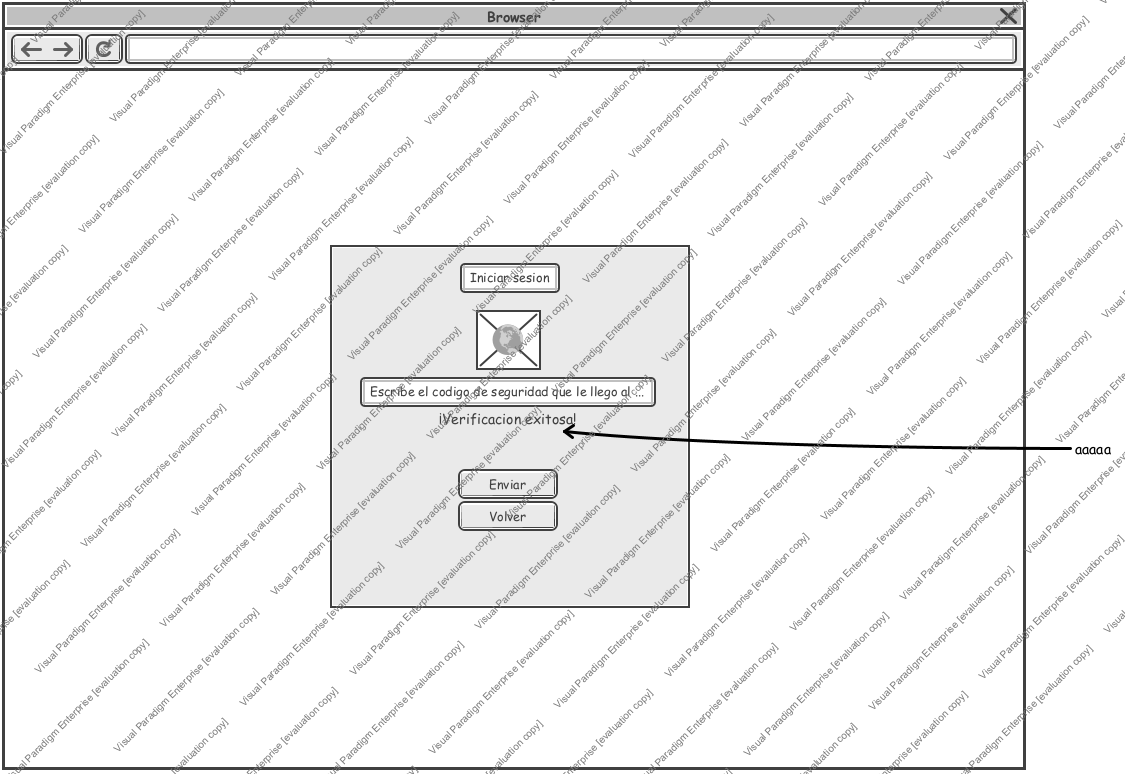 Browser
Iniciar sesion
Escribe el codigo de seguridad que le llego al ...
¡Verificacion exitosa!
aaaaa
Enviar
Volver
Visual Paradigm Enterprise [evaluation copy]